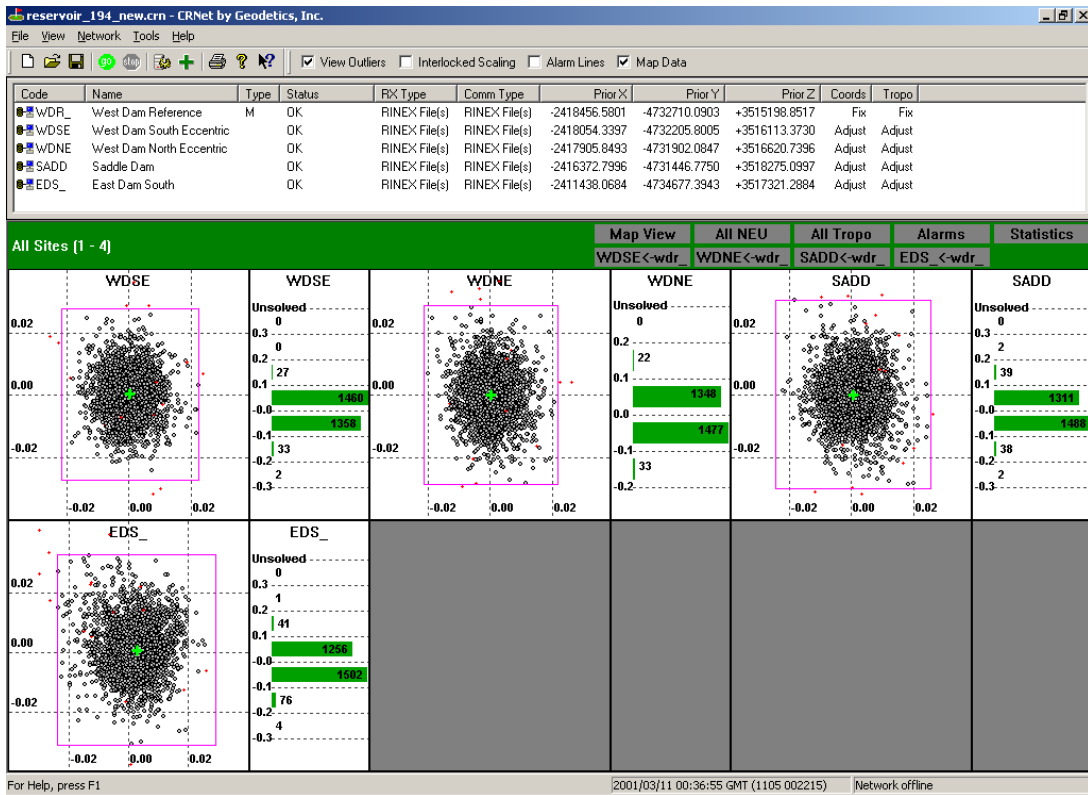 reservoir_194_new.crn - CRNet by Geodetics, Inc.
File View Network Tools Help
go stop View Outliers Interlocked Scaling Alarm Lines Map Data
Code Name Type Status RX Type Comm Type Prior X Prior Y Prior Z Coords Tropo
WDR_ West Dam Reference M OK RINEX File(s) RINEX File(s) -2418456.5801 -4732710.0903 +3515198.8517 Fix Fix
WDSE West Dam South Eccentric OK RINEX File(s) RINEX File(s) -2418054.3397 -4732205.8005 +3516113.3730 Adjust Adjust
WDNE West Dam North Eccentric OK RINEX File(s) RINEX File(s) -2417905.8493 -4731902.0847 +3516620.7396 Adjust Adjust
SADD Saddle Dam OK RINEX File(s) RINEX File(s) -2416372.7996 -4731446.7750 +3518275.0997 Adjust Adjust
EDS_ East Dam South OK RINEX File(s) RINEX File(s) -2411438.0684 -4734677.3943 +3517321.2884 Adjust Adjust
All Sites (1 - 4)
Map View All NEU All Tropo Alarms Statistics
WDSE<-wdr_ WDNE<-wdr_ SADD<-wdr_ EDS_<-wdr_
WDSE
0.02
0.00
-0.02
-0.02 0.00 0.02
WDSE
Unsolved
0
0.3
0
0.2
27
0.1
1460
-0.0
1358
-0.1
33
-0.2
2
-0.3
WDNE
0.02
0.00
-0.02
-0.02 0.00 0.02
WDNE
Unsolved
0
0.2
22
0.1
1348
0.0
1477
-0.1
33
-0.2
SADD
0.02
0.00
-0.02
-0.02 0.00 0.02
SADD
Unsolved
0
0.3
2
0.2
39
0.1
1311
-0.0
1488
-0.1
38
-0.2
2
-0.3
EDS_
0.02
0.00
-0.02
-0.02 0.00 0.02
EDS_
Unsolved
0
0.3
1
0.2
41
0.1
1256
-0.0
1502
-0.1
76
-0.2
4
-0.3
For Help, press F1 2001/03/11 00:36:55 GMT (1105 002215) Network offline